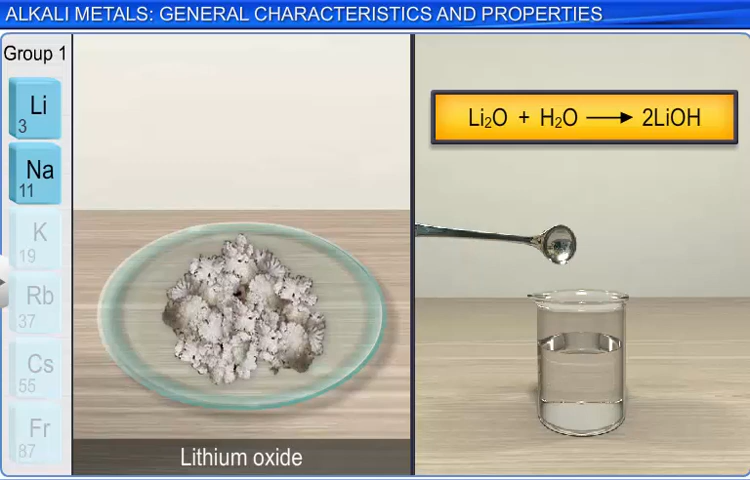 ALKALI METALS: GENERAL CHARACTERISTICS AND PROPERTIES
Group 1
Li
3
Na
11
K
19
Rb
37
Cs
55
Fr
87
Li₂O + H₂O ⟶ 2LiOH
Lithium oxide